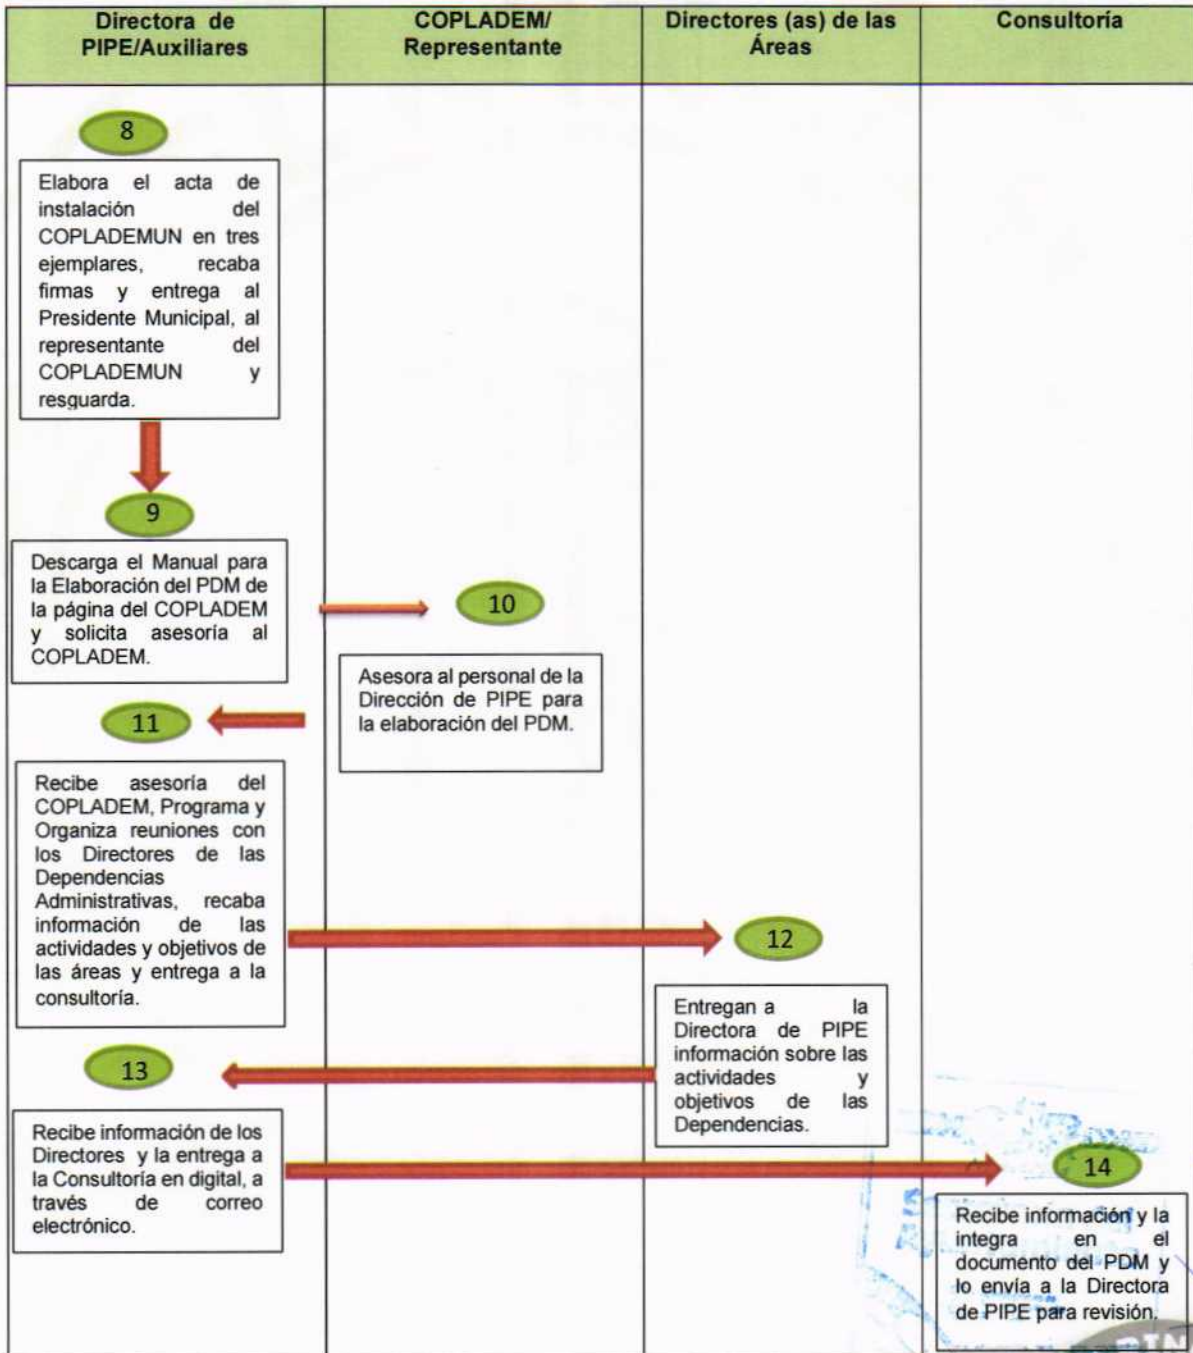 Directora de
PIPE/Auxiliares
COPLADEM/
Representante
Directores (as) de las
Áreas
Consultoría
8
Elabora el acta de
instalación del
COPLADEMUN en tres
ejemplares, recaba
firmas y entrega al
Presidente Municipal, al
representante del
COPLADEMUN y
resguarda.
9
Descarga el Manual para
la Elaboración del PDM de
la página del COPLADEM
y solicita asesoría al
COPLADEM.
10
Asesora al personal de la
Dirección de PIPE para
la elaboración del PDM.
11
Recibe asesoría del
COPLADEM, Programa y
Organiza reuniones con
los Directores de las
Dependencias
Administrativas, recaba
información de las
actividades y objetivos de
las áreas y entrega a la
consultoría.
12
Entregan a la
Directora de PIPE
información sobre las
actividades y
objetivos de las
Dependencias.
13
Recibe información de los
Directores y la entrega a
la Consultoría en digital, a
través de correo
electrónico.
14
Recibe información y la
integra en el
documento del PDM y
lo envía a la Directora
de PIPE para revisión.